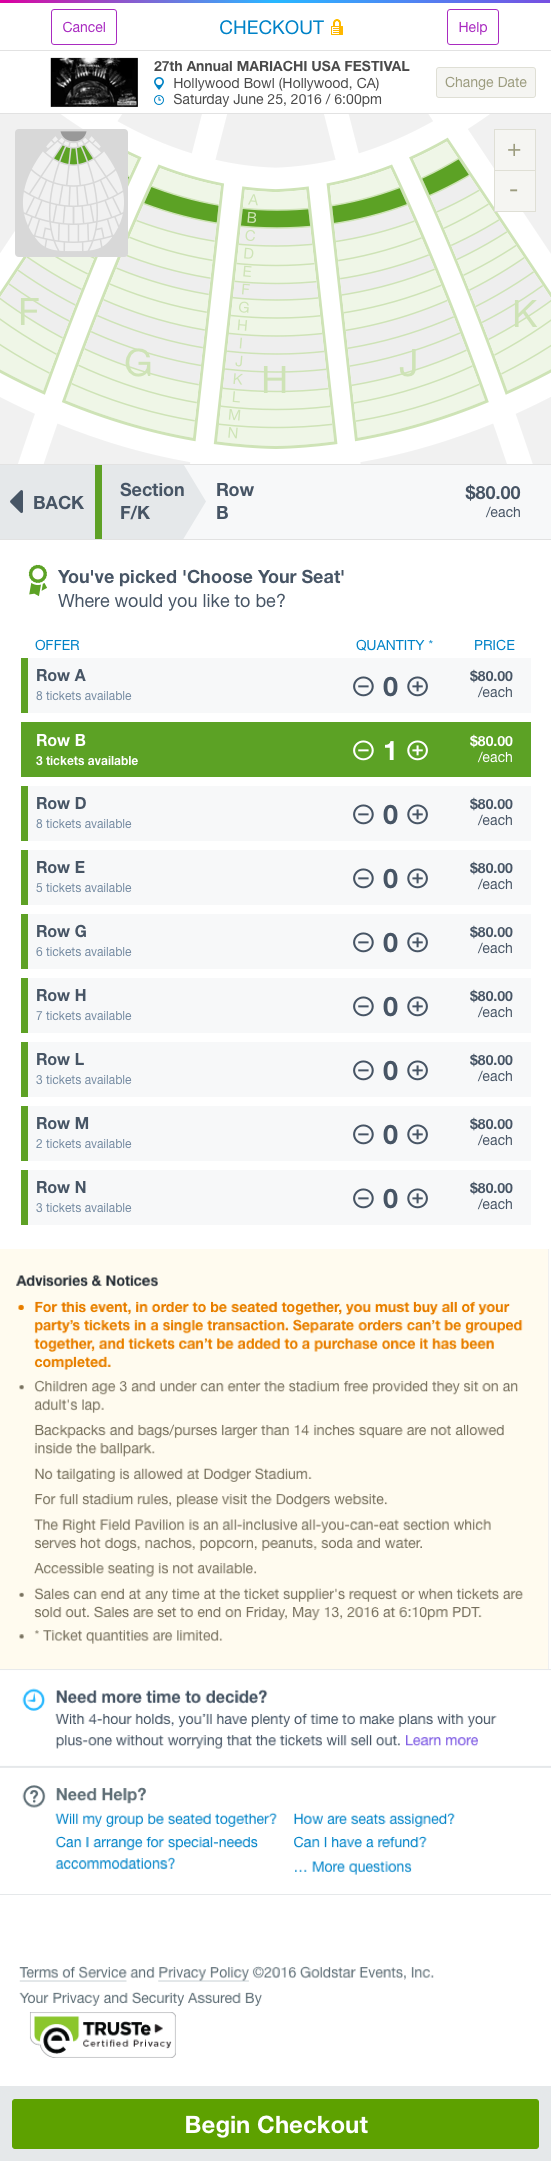 Cancel
CHECKOUT
Help
27th Annual MARIACHI USA FESTIVAL
Hollywood Bowl (Hollywood, CA)
Saturday June 25, 2016 / 6:00pm
Change Date
+
-
A
B
C
D
E
F
G
H
I
J
K
L
M
N
F
G
H
J
K
BACK
Section
F/K
Row
B
$80.00
/each
You've picked 'Choose Your Seat'
Where would you like to be?
OFFER QUANTITY * PRICE
Row A
8 tickets available
0
$80.00
/each
Row B
3 tickets available
1
$80.00
/each
Row D
8 tickets available
0
$80.00
/each
Row E
5 tickets available
0
$80.00
/each
Row G
6 tickets available
0
$80.00
/each
Row H
7 tickets available
0
$80.00
/each
Row L
3 tickets available
0
$80.00
/each
Row M
2 tickets available
0
$80.00
/each
Row N
3 tickets available
0
$80.00
/each
Advisories & Notices
• For this event, in order to be seated together, you must buy all of your
party's tickets in a single transaction. Separate orders can't be grouped
together, and tickets can't be added to a purchase once it has been
completed.
• Children age 3 and under can enter the stadium free provided they sit on an
adult's lap.
Backpacks and bags/purses larger than 14 inches square are not allowed
inside the ballpark.
No tailgating is allowed at Dodger Stadium.
For full stadium rules, please visit the Dodgers website.
The Right Field Pavilion is an all-inclusive all-you-can-eat section which
serves hot dogs, nachos, popcorn, peanuts, soda and water.
Accessible seating is not available.
• Sales can end at any time at the ticket supplier's request or when tickets are
sold out. Sales are set to end on Friday, May 13, 2016 at 6:10pm PDT.
• * Ticket quantities are limited.
Need more time to decide?
With 4-hour holds, you'll have plenty of time to make plans with your
plus-one without worrying that the tickets will sell out. Learn more
Need Help?
Will my group be seated together?
Can I arrange for special-needs
accommodations?
How are seats assigned?
Can I have a refund?
... More questions
Terms of Service and Privacy Policy ©2016 Goldstar Events, Inc.
Your Privacy and Security Assured By
TRUSTe
Certified Privacy
Begin Checkout